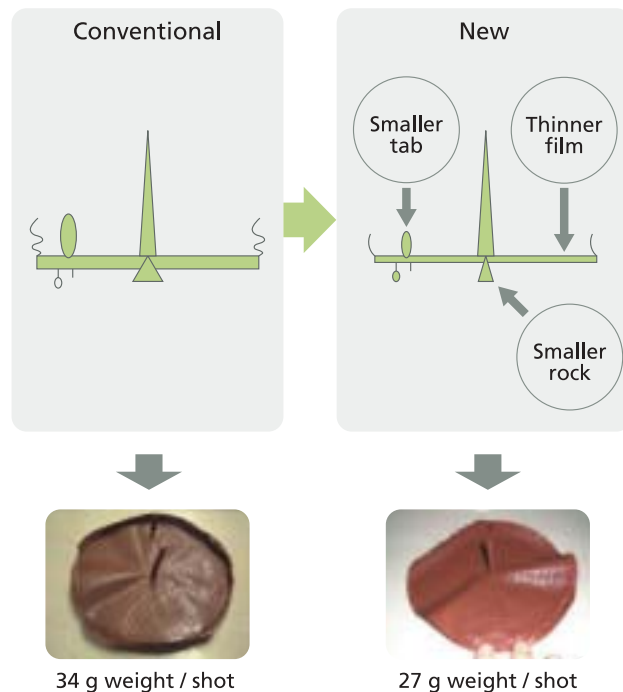 Conventional
New
Smaller
tab
Thinner
film
Smaller
rock
34 g weight / shot
27 g weight / shot